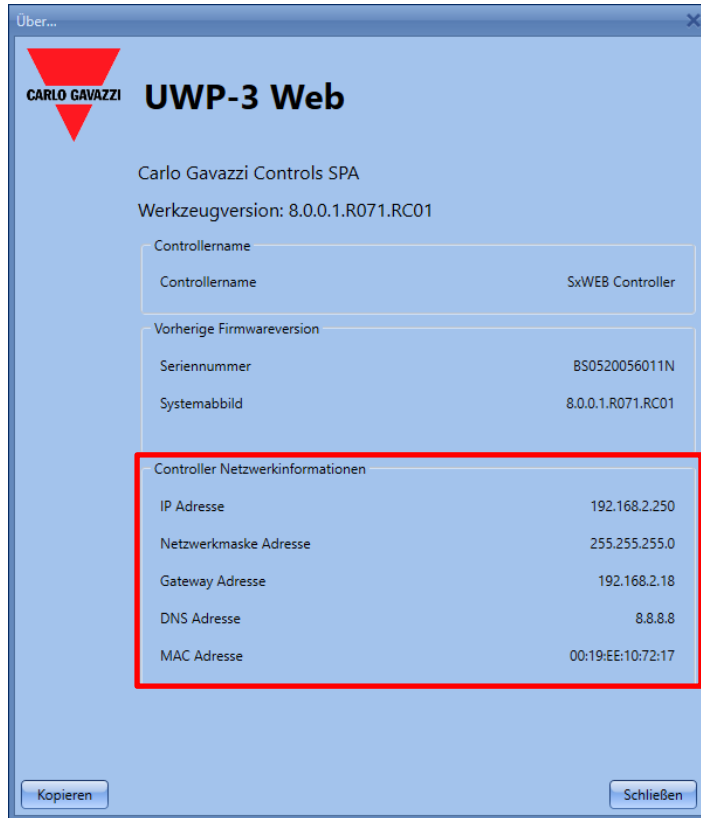 Über...
CARLO GAVAZZI
UWP-3 Web
Carlo Gavazzi Controls SPA
Werkzeugversion: 8.0.0.1.R071.RC01
Controllername
Controllername SxWEB Controller
Vorherige Firmwareversion
Seriennummer BS0520056011N
Systemabbild 8.0.0.1.R071.RC01
Controller Netzwerkinformationen
IP Adresse 192.168.2.250
Netzwerkmaske Adresse 255.255.255.0
Gateway Adresse 192.168.2.18
DNS Adresse 8.8.8.8
MAC Adresse 00:19:EE:10:72:17
Kopieren Schließen